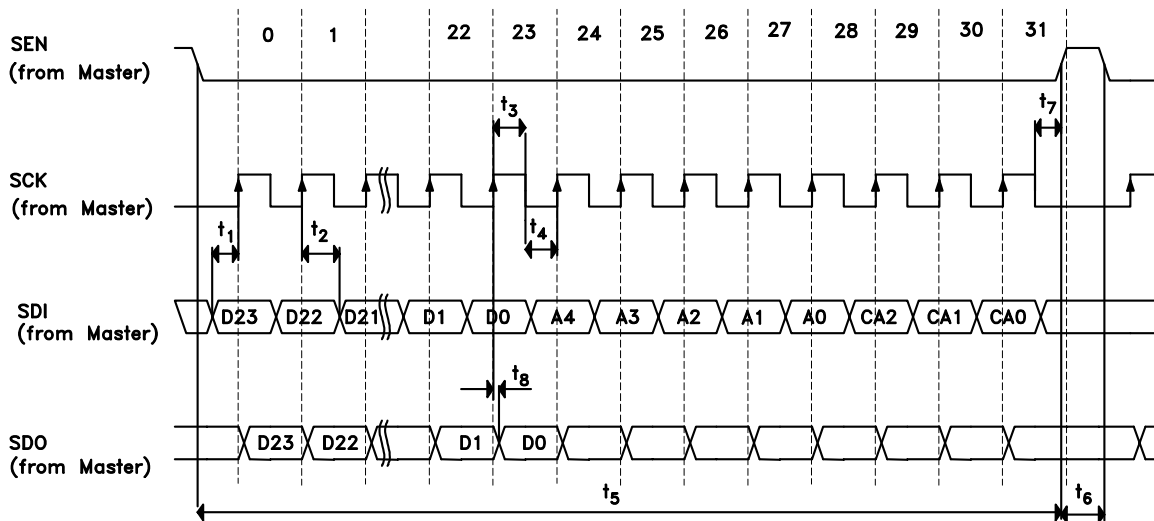 0 1 22 23 24 25 26 27 28 29 30 31
SEN
(from Master)
t3 t7
SCK
(from Master)
t1 t2 t4
SDI
(from Master)
D23 D22 D21 D1 D0 A4 A3 A2 A1 A0 CA2 CA1 CA0
t8
SDO
(from Master)
D23 D22 D1 D0
t5 t6